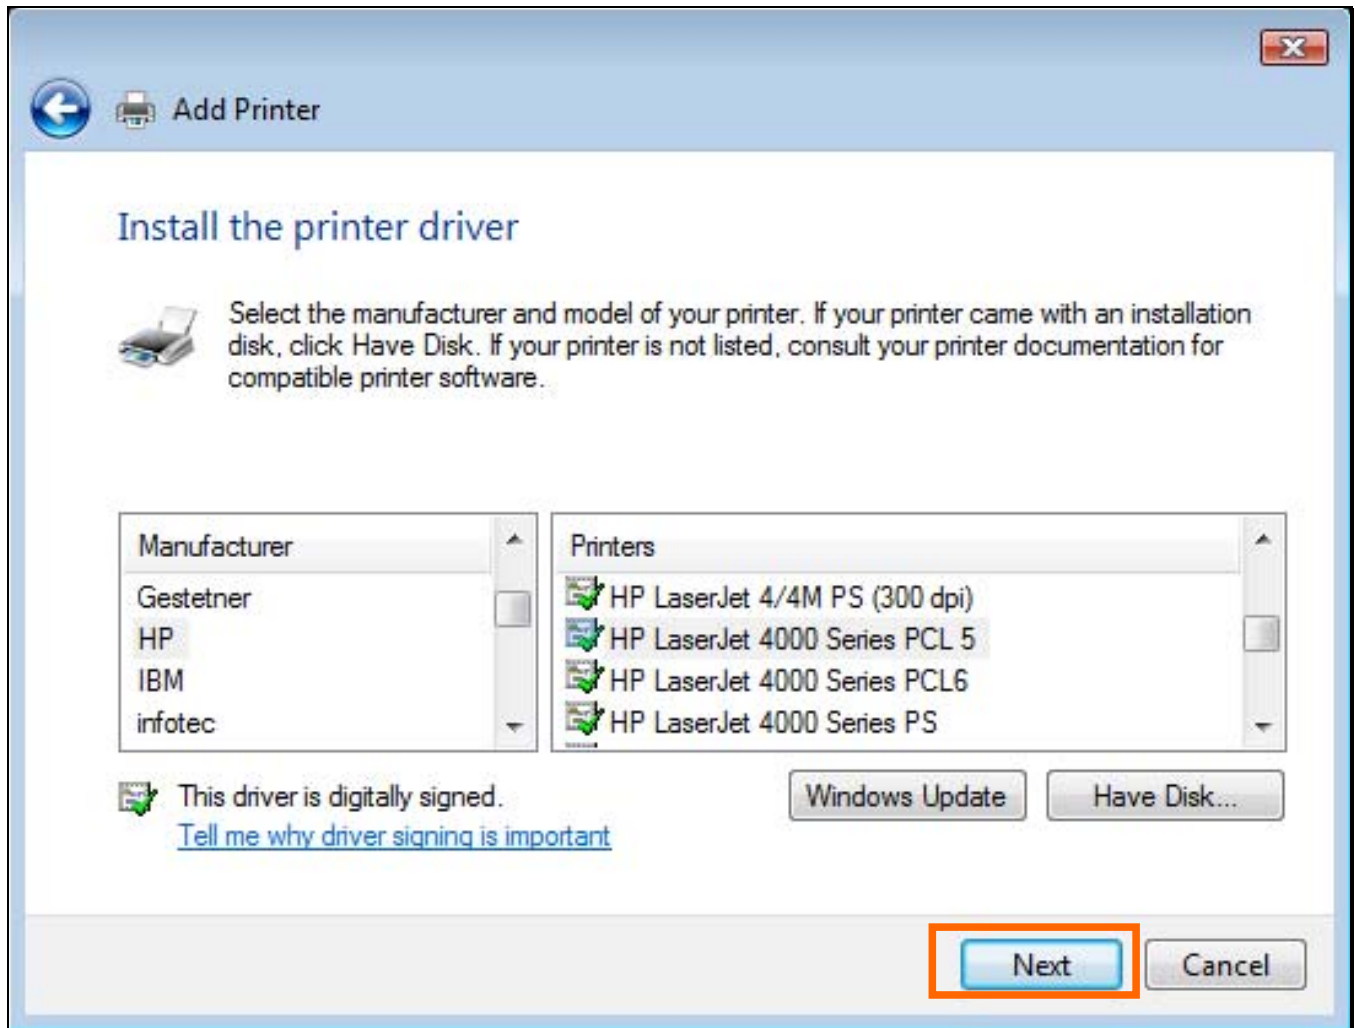 Add Printer
Install the printer driver
Select the manufacturer and model of your printer. If your printer came with an installation
disk, click Have Disk. If your printer is not listed, consult your printer documentation for
compatible printer software.
Manufacturer
Gestetner
HP
IBM
infotec
Printers
HP LaserJet 4/4M PS (300 dpi)
HP LaserJet 4000 Series PCL 5
HP LaserJet 4000 Series PCL6
HP LaserJet 4000 Series PS
This driver is digitally signed.
Tell me why driver signing is important
Windows Update
Have Disk...
Next
Cancel